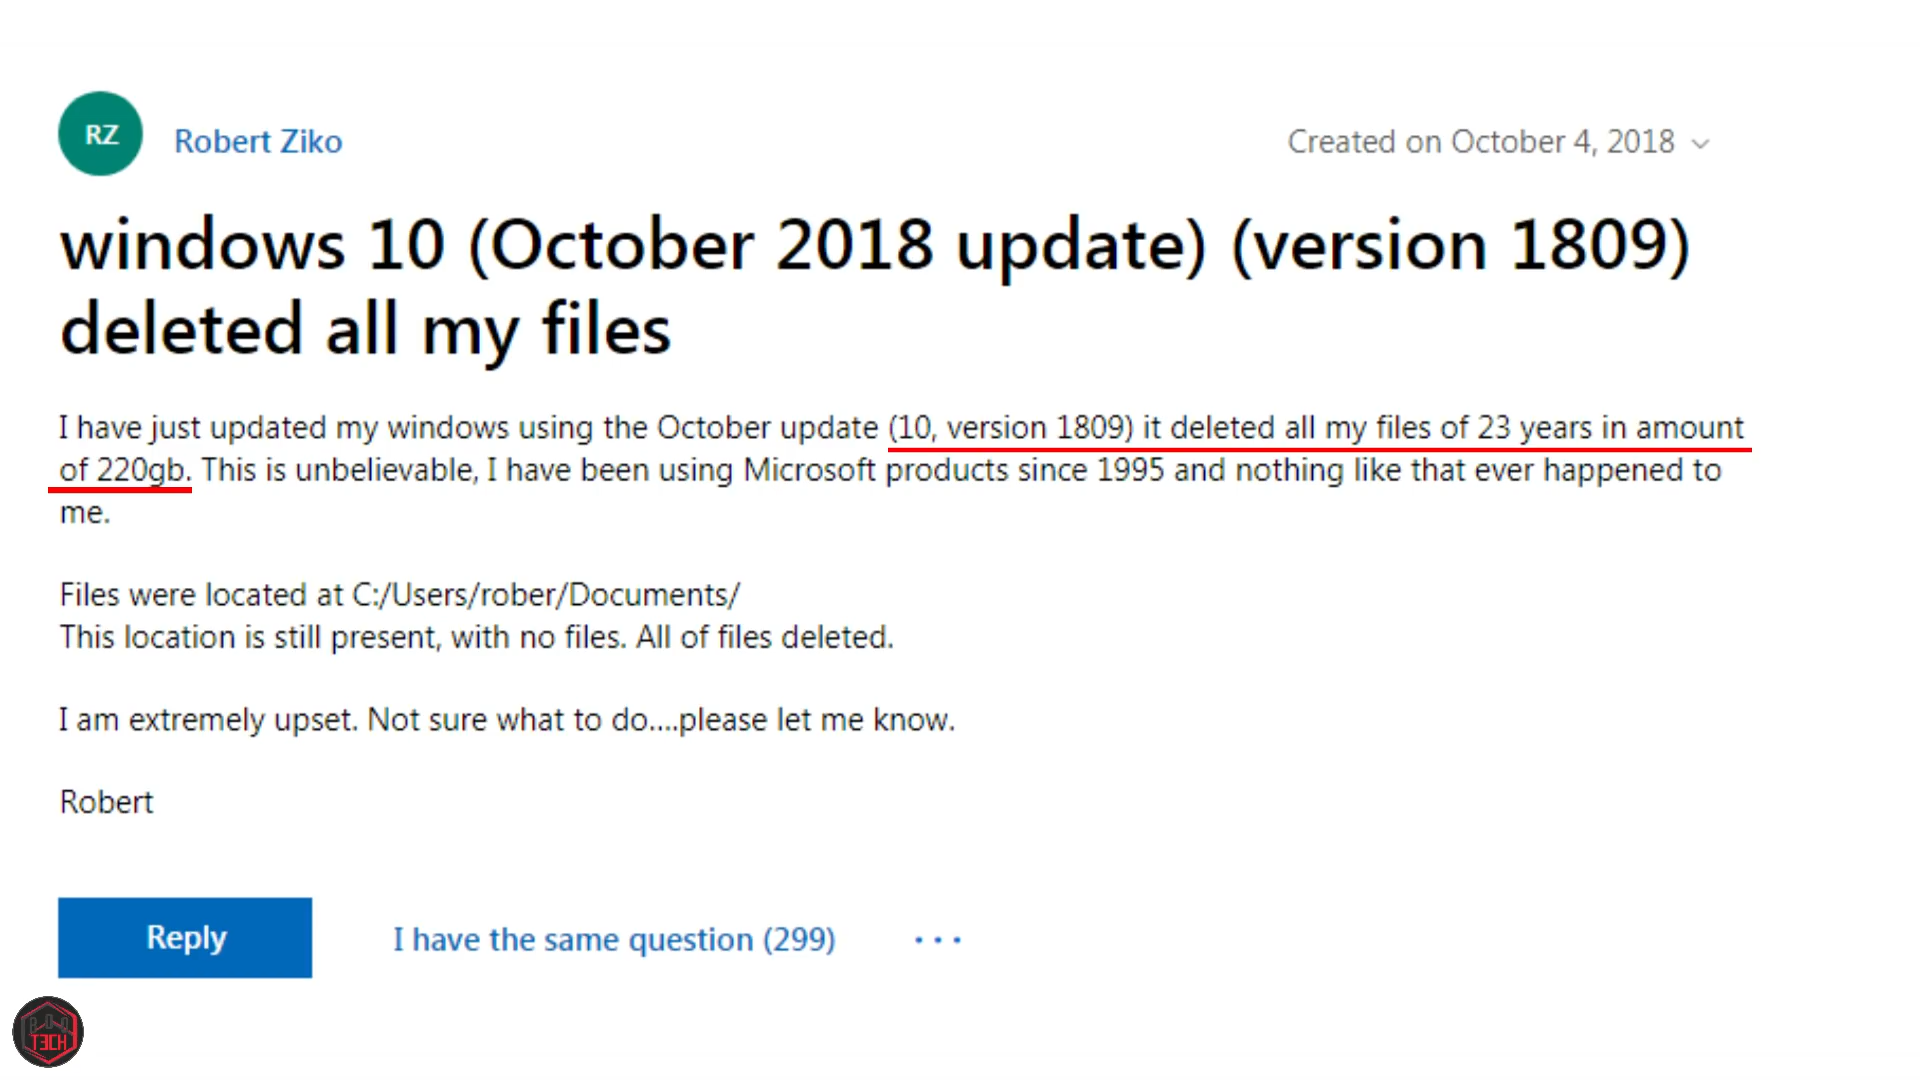 RZ
Robert Ziko
Created on October 4, 2018
windows 10 (October 2018 update) (version 1809)
deleted all my files
I have just updated my windows using the October update (10, version 1809) it deleted all my files of 23 years in amount
of 220gb. This is unbelievable, I have been using Microsoft products since 1995 and nothing like that ever happened to
me.
Files were located at C:/Users/rober/Documents/
This location is still present, with no files. All of files deleted.
I am extremely upset. Not sure what to do....please let me know.
Robert
Reply
I have the same question (299)
T3CH